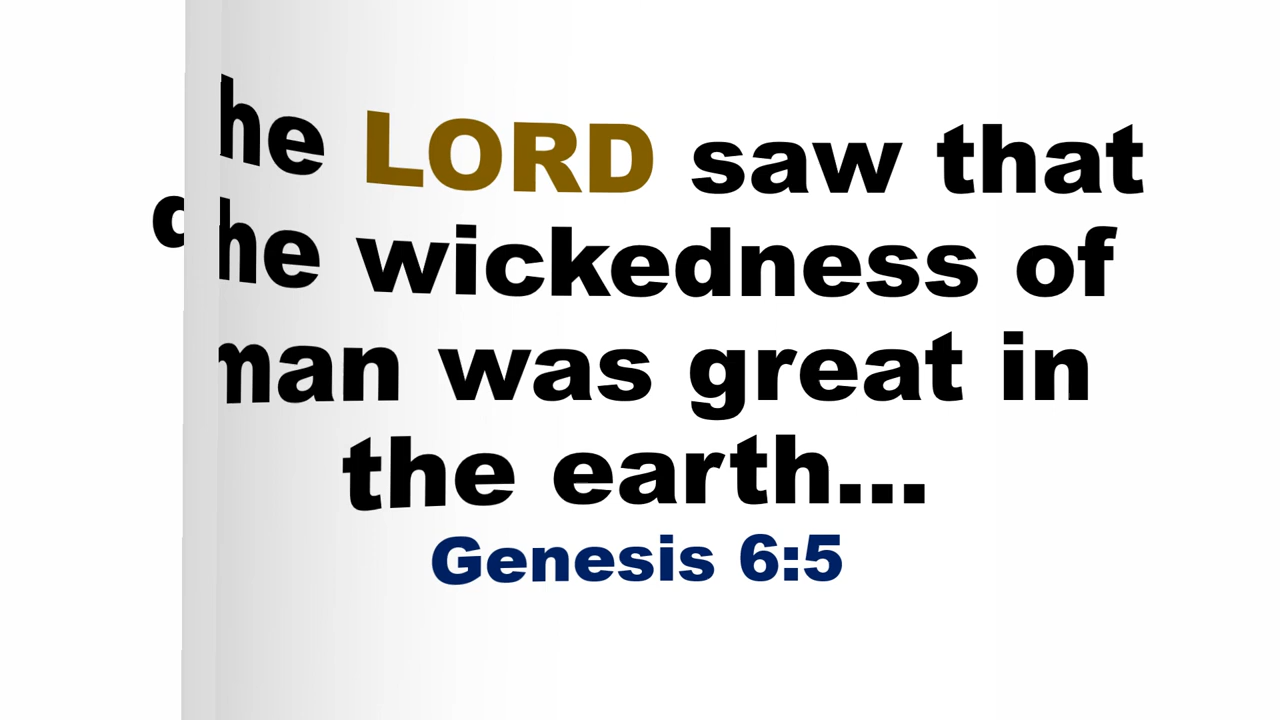 he LORD saw that
he wickedness of
man was great in
the earth...
Genesis 6:5